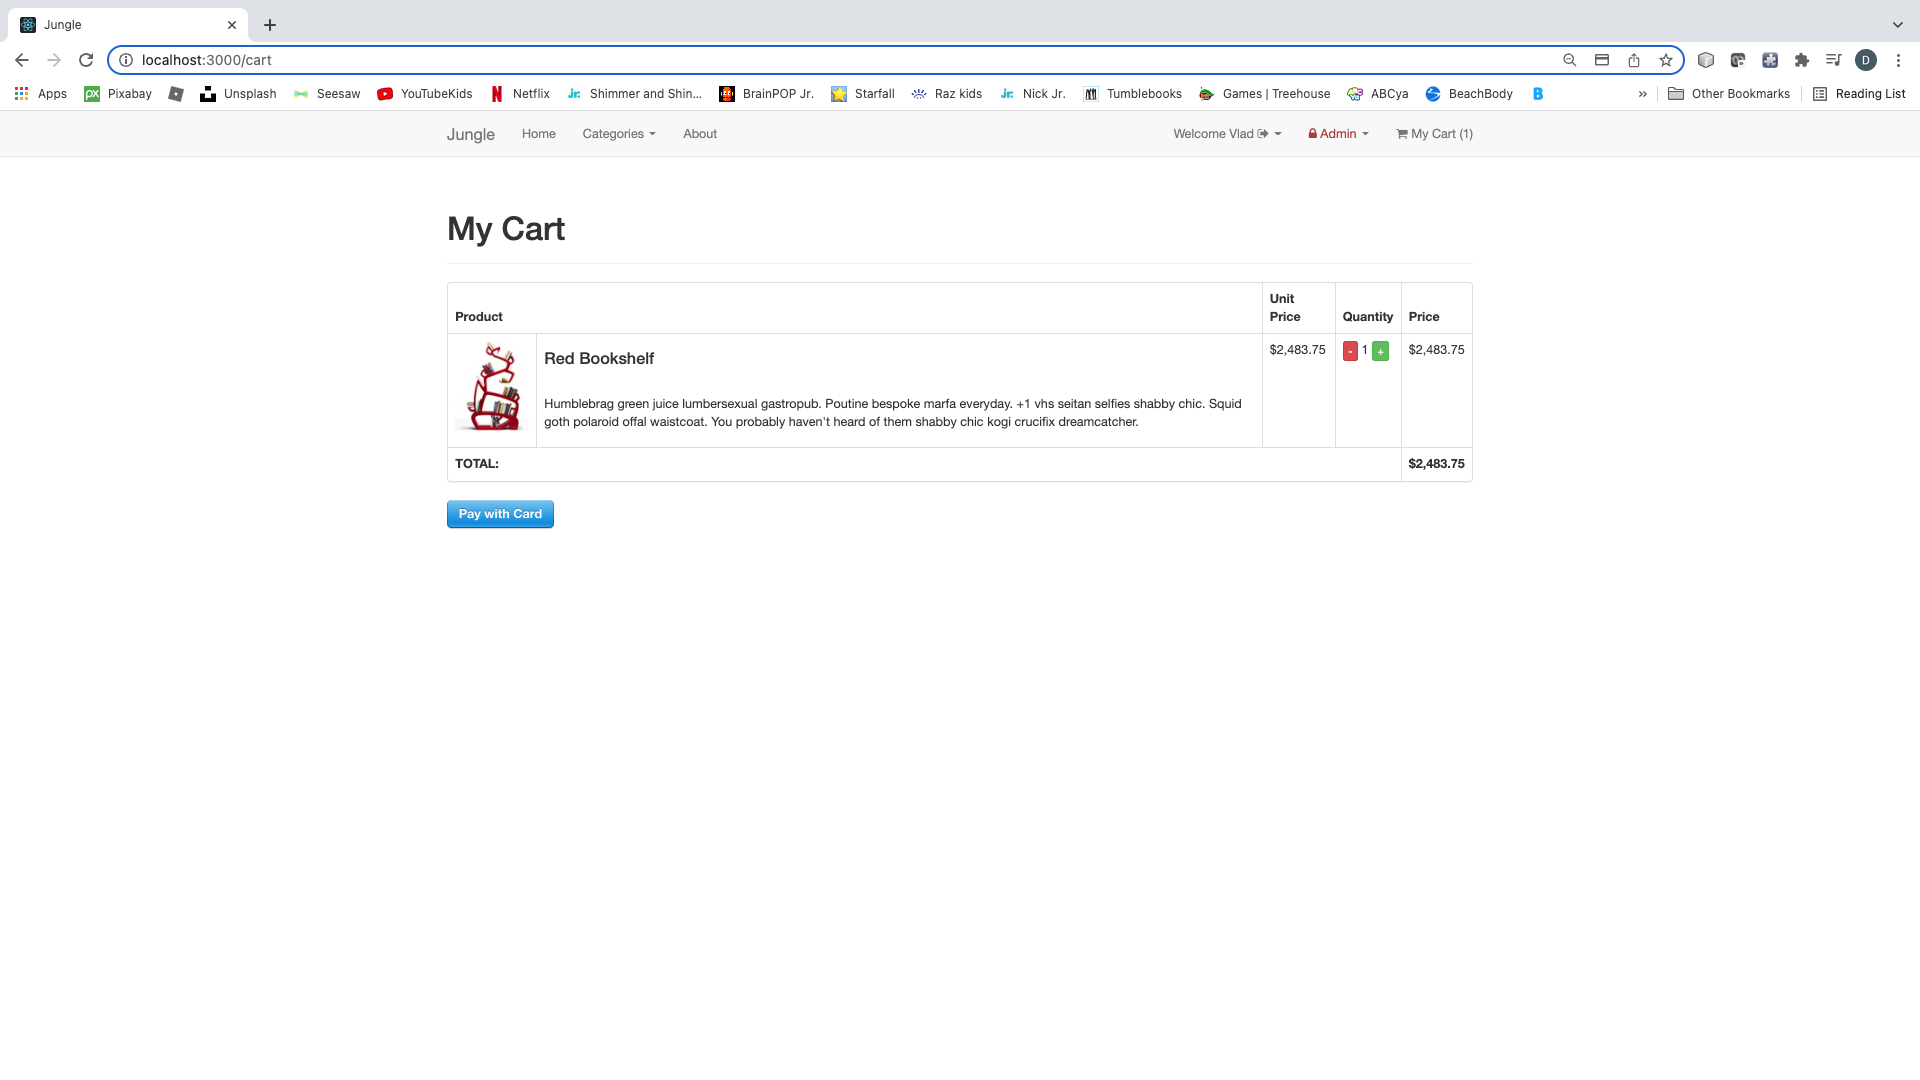 Jungle
localhost:3000/cart
D
Apps Pixabay Unsplash Seesaw YouTubeKids Netflix Shimmer and Shin... BrainPOP Jr. Starfall Raz kids Nick Jr. Tumblebooks Games | Treehouse ABCya BeachBody » Other Bookmarks Reading List
Jungle Home Categories About Welcome Vlad Admin My Cart (1)
My Cart
Product Unit Price Quantity Price
Red Bookshelf $2,483.75 - 1 + $2,483.75
Humblebrag green juice lumbersexual gastropub. Poutine bespoke marfa everyday. +1 vhs seitan selfies shabby chic. Squid
goth polaroid offal waistcoat. You probably haven't heard of them shabby chic kogi crucifix dreamcatcher.
TOTAL: $2,483.75
Pay with Card